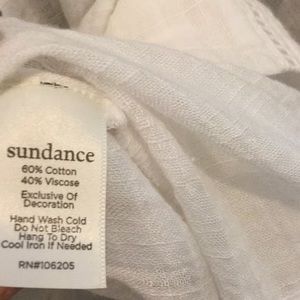 sundance
60% Cotton
40% Viscose
Exclusive Of
Decoration
Hand Wash Cold
Do Not Bleach
Hang To Dry
Cool Iron If Needed
RN#106205